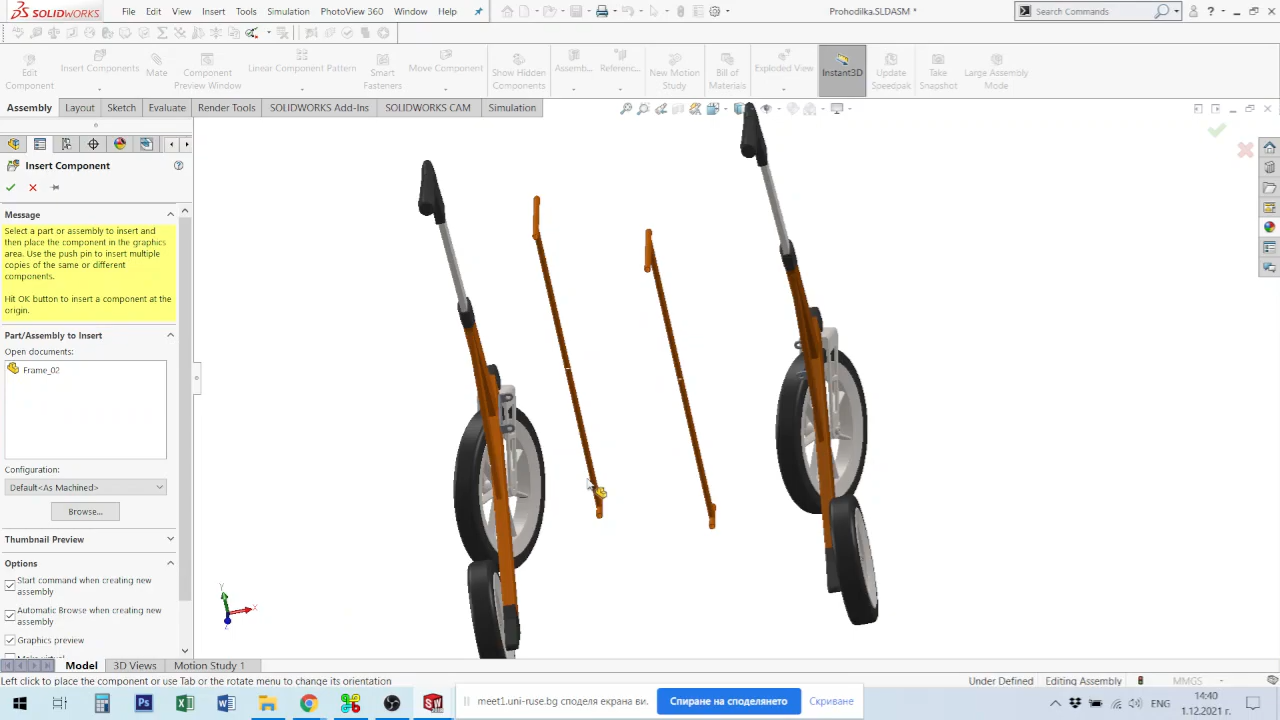 SOLIDWORKS File Edit View Insert Tools Simulation PhotoView 360 Window Help Prohodilka.SLDASM * Search Commands
Edit Component
Insert Components
Mate
Component Preview Window
Linear Component Pattern
Smart Fasteners
Move Component
Show Hidden Components
Assemb...
Referenc...
New Motion Study
Bill of Materials
Exploded View
Instant3D
Update Speedpak
Take Snapshot
Large Assembly Mode
Assembly Layout Sketch Evaluate Render Tools SOLIDWORKS Add-Ins SOLIDWORKS CAM Simulation
Insert Component
Message
Select a part or assembly to insert and
then place the component in the graphics
area. Use the push pin to insert multiple
copies of the same or different
components.
Hit OK button to insert a component at the
origin.
Part/Assembly to Insert
Open documents:
Frame_02
Configuration:
Default<As Machined>
Browse...
Thumbnail Preview
Options
Start command when creating new
assembly
Automatic Browse when creating new
assembly
Graphics preview
Y
X
Z
Model 3D Views Motion Study 1
Left click to place the component or use Tab or the rotate menu to change its orientation Under Defined Editing Assembly MMGS
meet1.uni-ruse.bg споделя екрана ви. Спиране на споделянето Скриване
ENG
14:40
1.12.2021 г.